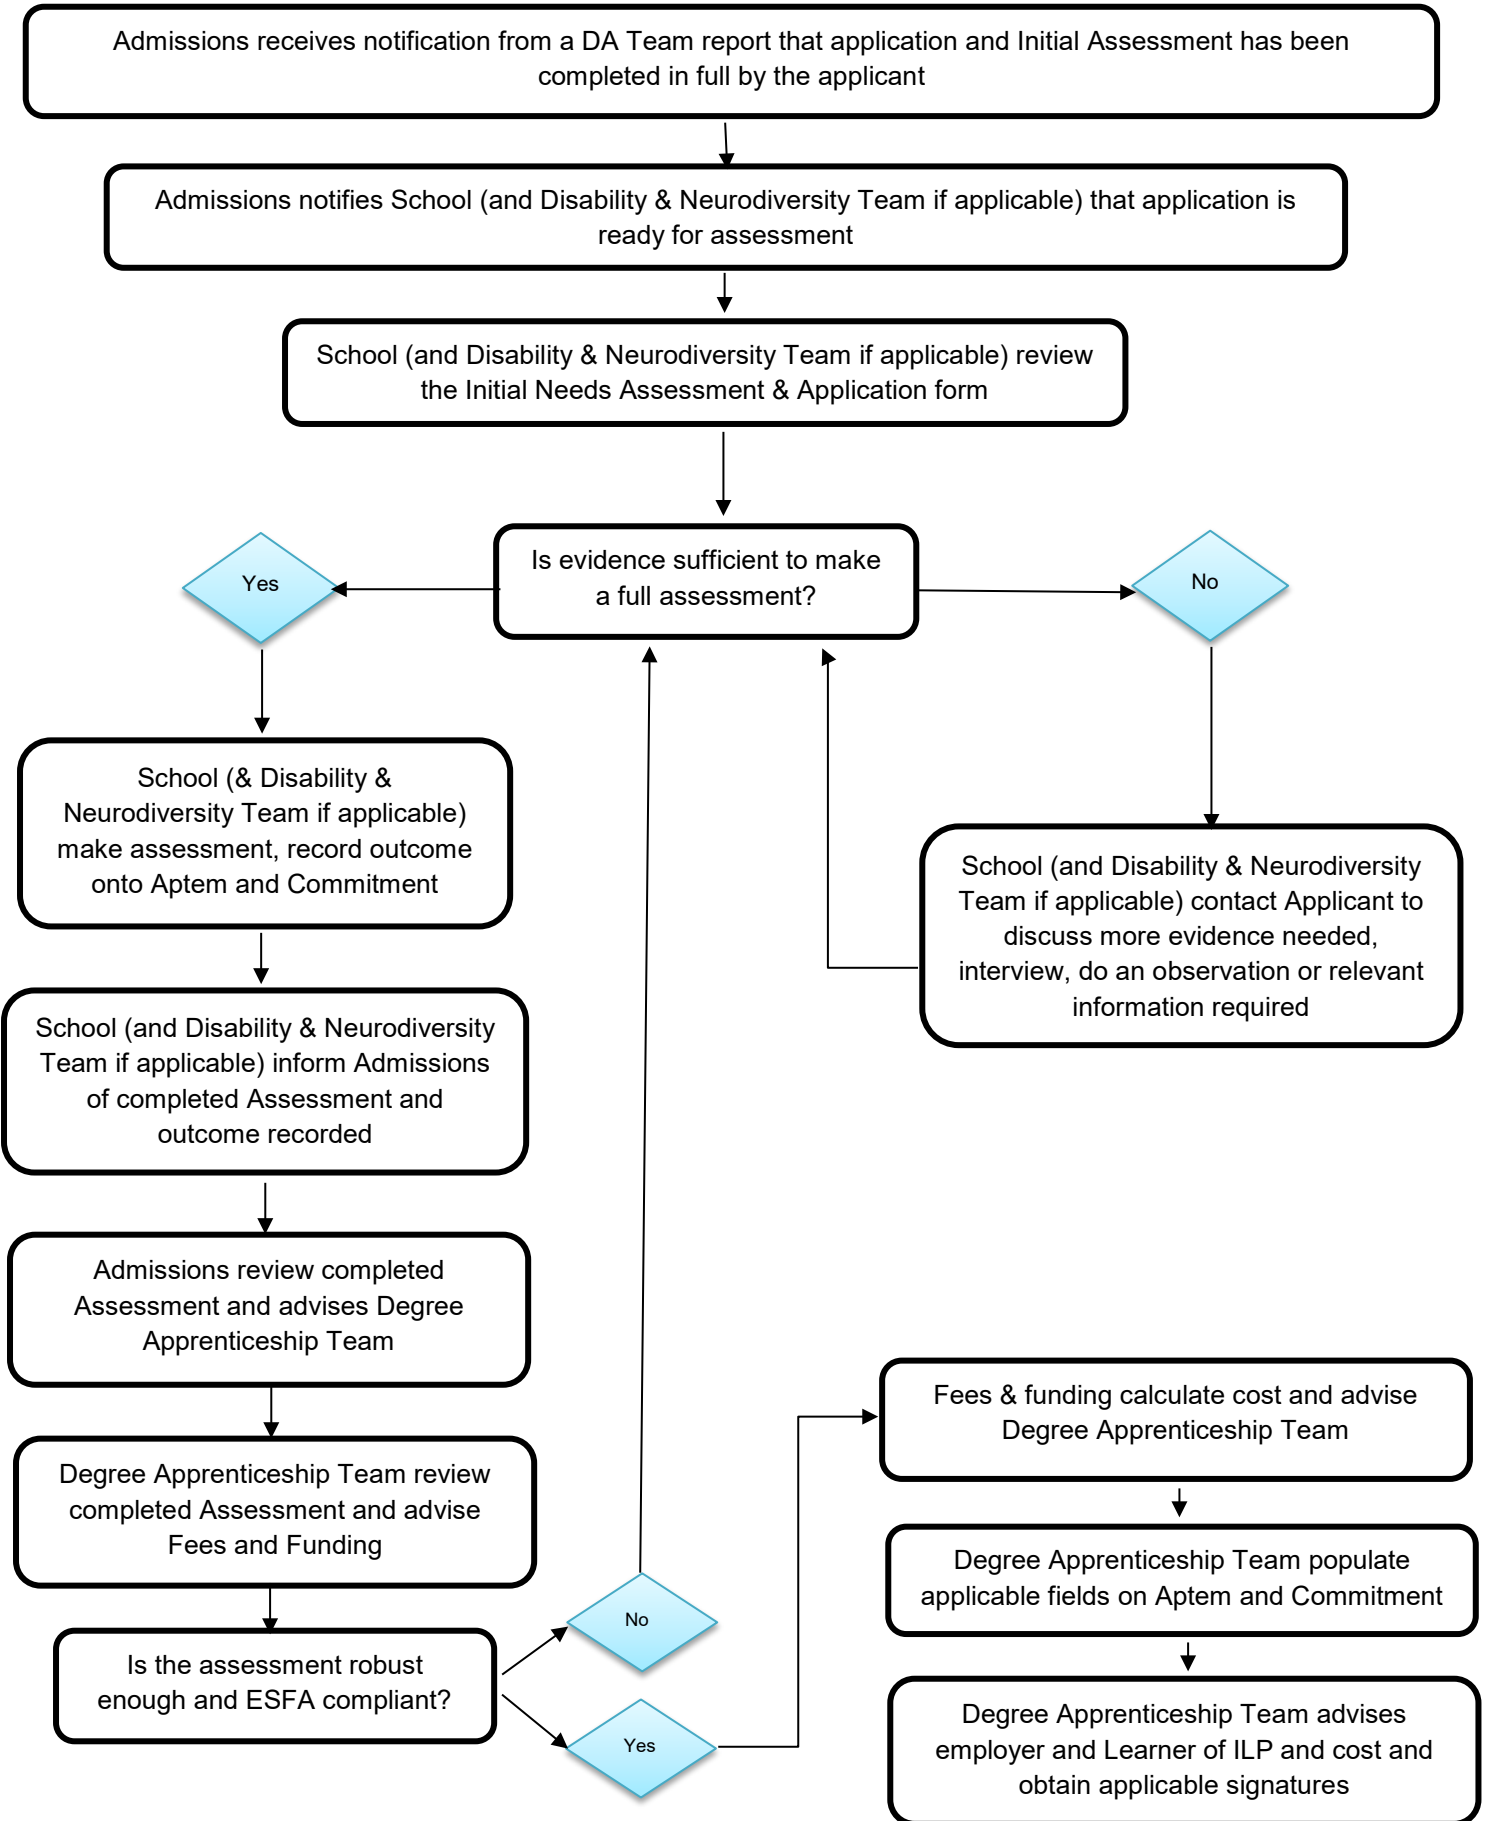 Admissions receives notification from a DA Team report that application and Initial Assessment has been
completed in full by the applicant
Admissions notifies School (and Disability & Neurodiversity Team if applicable) that application is
ready for assessment
School (and Disability & Neurodiversity Team if applicable) review
the Initial Needs Assessment & Application form
Is evidence sufficient to make
a full assessment?
Yes
No
School (& Disability &
Neurodiversity Team if applicable)
make assessment, record outcome
onto Aptem and Commitment
School (and Disability & Neurodiversity
Team if applicable) contact Applicant to
discuss more evidence needed,
interview, do an observation or relevant
information required
School (and Disability & Neurodiversity
Team if applicable) inform Admissions
of completed Assessment and
outcome recorded
Admissions review completed
Assessment and advises Degree
Apprenticeship Team
Degree Apprenticeship Team review
completed Assessment and advise
Fees and Funding
Is the assessment robust
enough and ESFA compliant?
No
Yes
Fees & funding calculate cost and advise
Degree Apprenticeship Team
Degree Apprenticeship Team populate
applicable fields on Aptem and Commitment
Degree Apprenticeship Team advises
employer and Learner of ILP and cost and
obtain applicable signatures